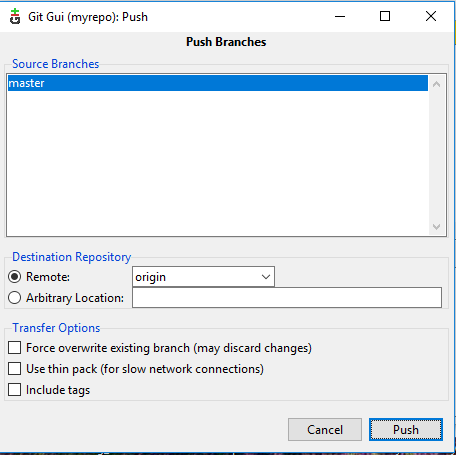 Git Gui (myrepo): Push
Push Branches
Source Branches
master
Destination Repository
Remote:
origin
Arbitrary Location:
Transfer Options
Force overwrite existing branch (may discard changes)
Use thin pack (for slow network connections)
Include tags
Cancel
Push